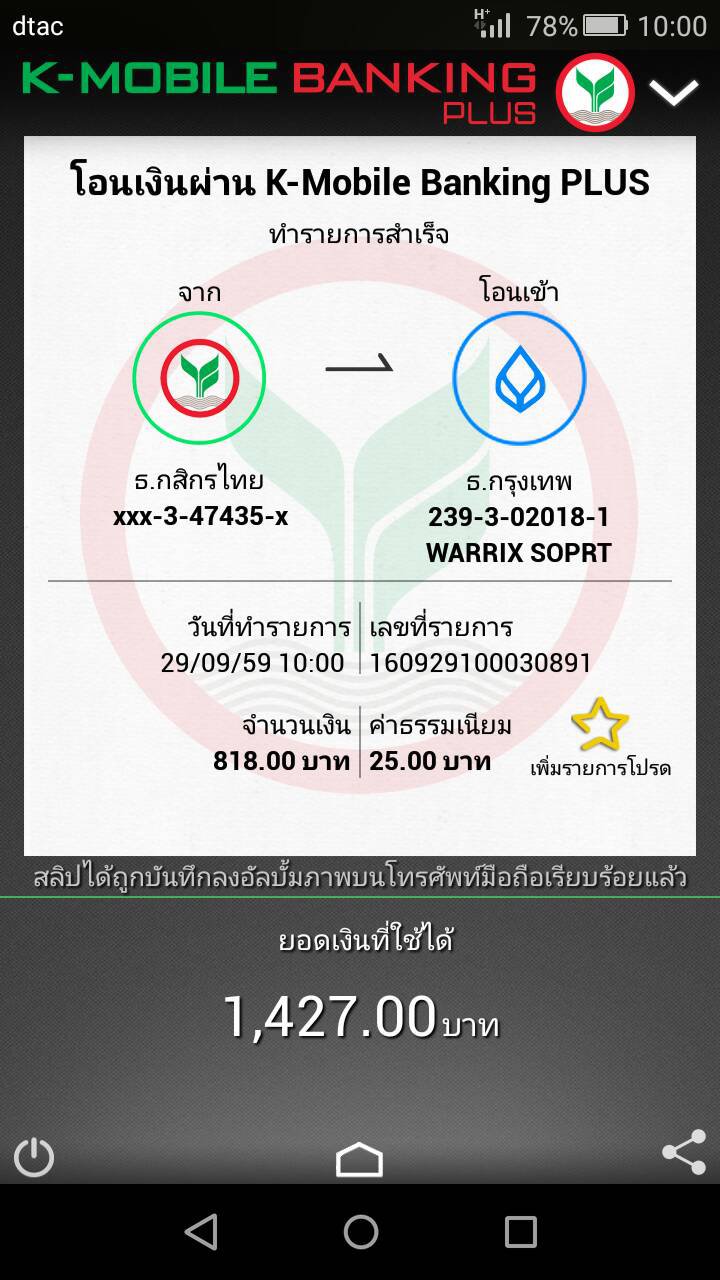 dtac H+ 78% 10:00
K-MOBILE BANKING
PLUS
โอนเงินผ่าน K-Mobile Banking PLUS
ทำรายการสำเร็จ
จาก โอนเข้า
ธ.กสิกรไทย ธ.กรุงเทพ
xxx-3-47435-x 239-3-02018-1
WARRIX SOPRT
วันที่ทำรายการ เลขที่รายการ
29/09/59 10:00 160929100030891
จำนวนเงิน ค่าธรรมเนียม
818.00 บาท 25.00 บาท
เพิ่มรายการโปรด
สลิปได้ถูกบันทึกลงอัลบั้มภาพบนโทรศัพท์มือถือเรียบร้อยแล้ว
ยอดเงินที่ใช้ได้
1,427.00 บาท